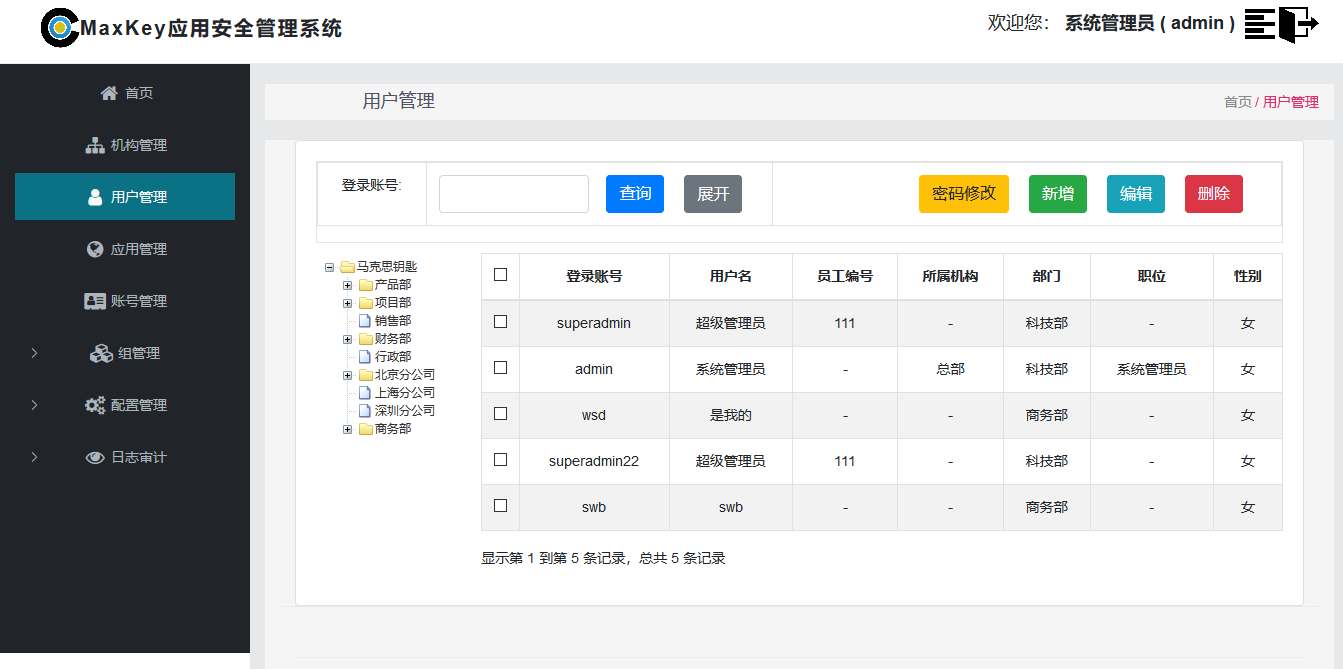 MaxKey应用安全管理系统
欢迎您: 系统管理员 ( admin )
首页
机构管理
用户管理
应用管理
账号管理
组管理
配置管理
日志审计
用户管理
首页 / 用户管理
登录账号: 查询 展开 密码修改 新增 编辑 删除
马克思钥匙
产品部
项目部
销售部
财务部
行政部
北京分公司
上海分公司
深圳分公司
商务部
登录账号 用户名 员工编号 所属机构 部门 职位 性别
superadmin 超级管理员 111 - 科技部 - 女
admin 系统管理员 - 总部 科技部 系统管理员 女
wsd 是我的 - - 商务部 - 女
superadmin22 超级管理员 111 - 科技部 - 女
swb swb - - 商务部 - 女
显示第 1 到第 5 条记录，总共 5 条记录